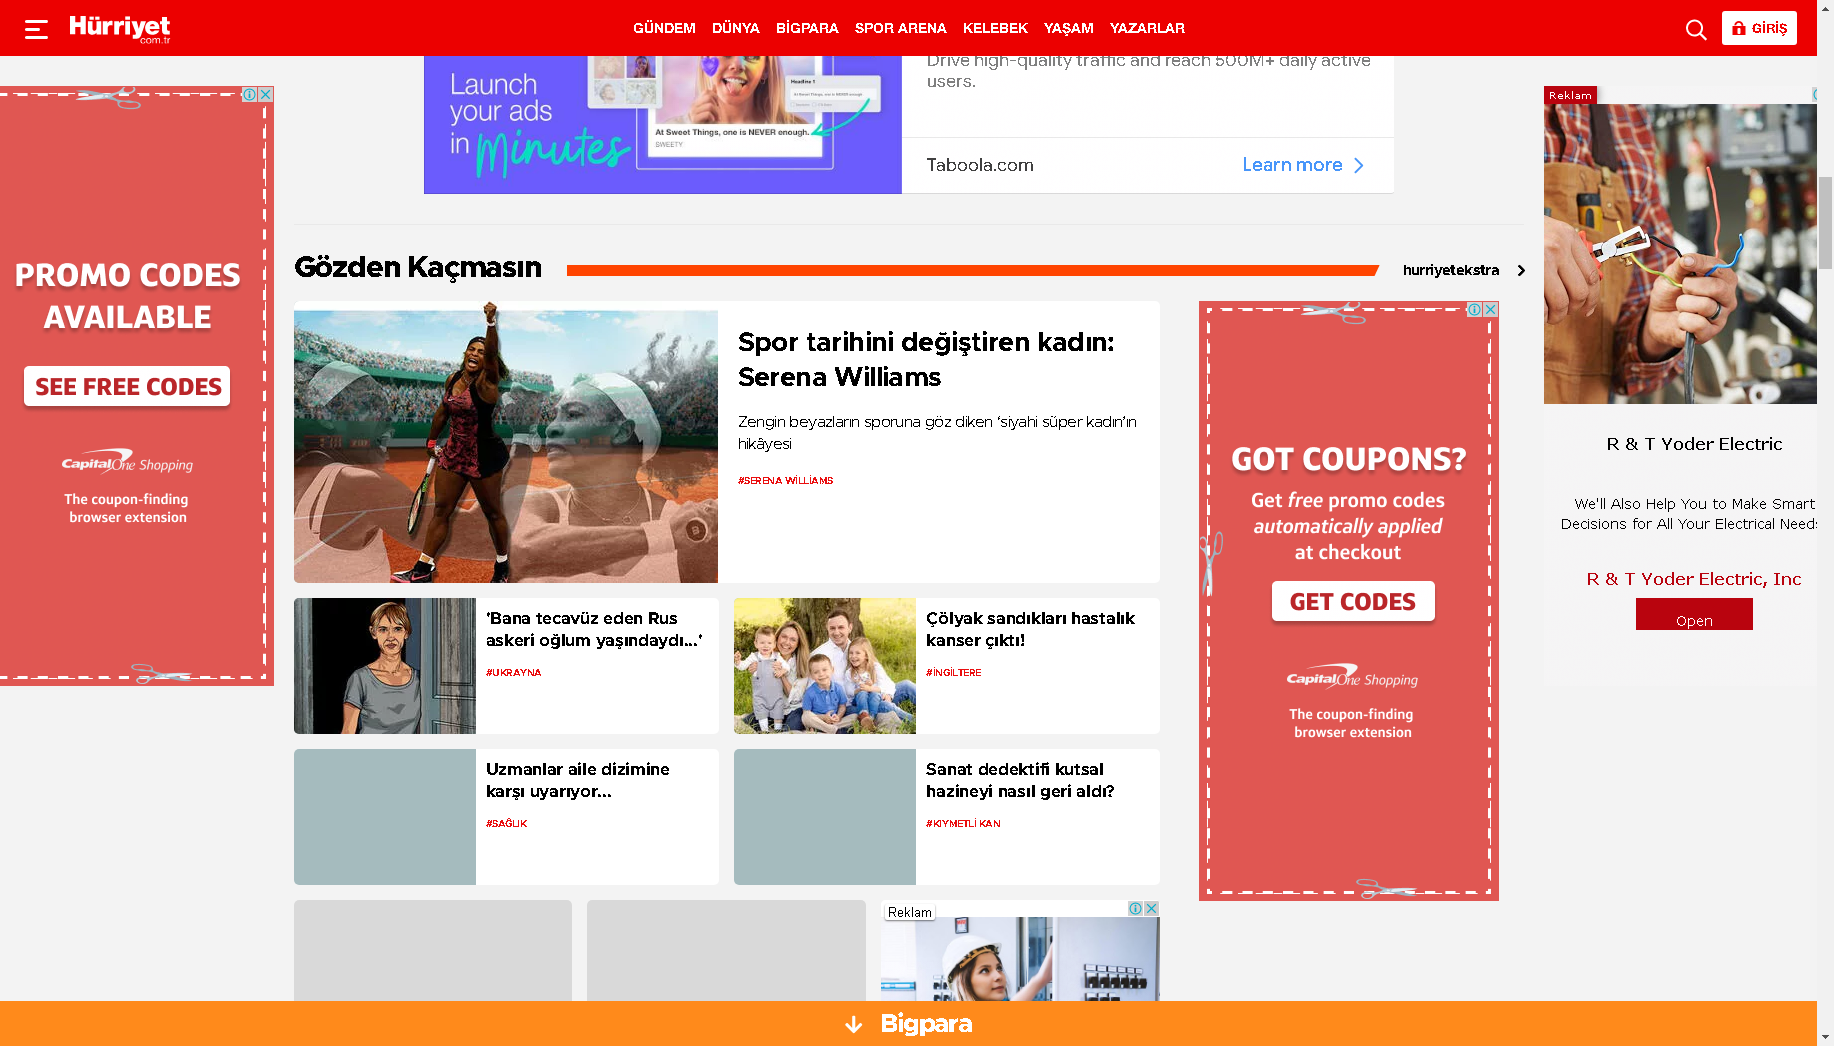 Hürriyet
com.tr
GÜNDEM DÜNYA BİGPARA SPOR ARENA KELEBEK YAŞAM YAZARLAR
GİRİŞ
Launch
your ads
in Minutes
At Sweet Things, one is NEVER enough.
SWEETY
Drive high-quality traffic and reach 500M+ daily active
users.
Taboola.com
Learn more
PROMO CODES
AVAILABLE
SEE FREE CODES
CapitalOne Shopping
The coupon-finding
browser extension
Gözden Kaçmasın
hurriyetekstra
Spor tarihini değiştiren kadın:
Serena Williams
Zengin beyazların sporuna göz diken ‘siyahi süper kadın’ın
hikâyesi
#SERENA WİLLİAMS
‘Bana tecavüz eden Rus
askeri oğlum yaşındaydı...’
#UKRAYNA
Çölyak sandıkları hastalık
kanser çıktı!
#İNGİLTERE
Uzmanlar aile dizimine
karşı uyarıyor...
#SAĞLIK
Sanat dedektifi kutsal
hazineyi nasıl geri aldı?
#KIYMETLİ KAN
Reklam
GOT COUPONS?
Get free promo codes
automatically applied
at checkout
GET CODES
CapitalOne Shopping
The coupon-finding
browser extension
Reklam
R & T Yoder Electric
We'll Also Help You to Make Smart
Decisions for All Your Electrical Needs
R & T Yoder Electric, Inc
Open
Bigpara